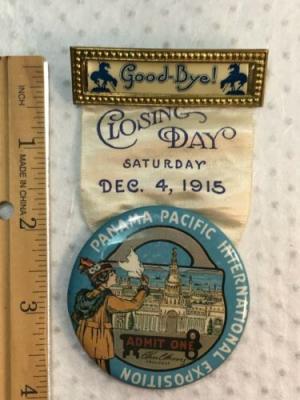 Good-Bye!
CLOSING
DAY
SATURDAY
DEC. 4, 1915
PANAMA PACIFIC INTERNATIONAL EXPOSITION
ADMIT ONE
INCH
1
MADE IN CHINA
2
3
4